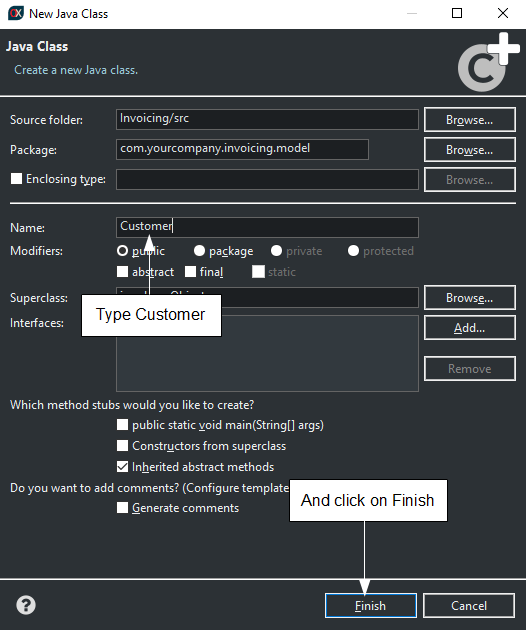 New Java Class
Java Class
Create a new Java class.
Source folder: Invoicing/src Browse...
Package: com.yourcompany.invoicing.model Browse...
Enclosing type: Browse...
Name: Customer
Modifiers: public package private protected
abstract final static
Superclass: Browse...
Type Customer
Interfaces: Add...
Remove
Which method stubs would you like to create?
public static void main(String[] args)
Constructors from superclass
Inherited abstract methods
Do you want to add comments? (Configure template
And click on Finish
Generate comments
? Finish Cancel